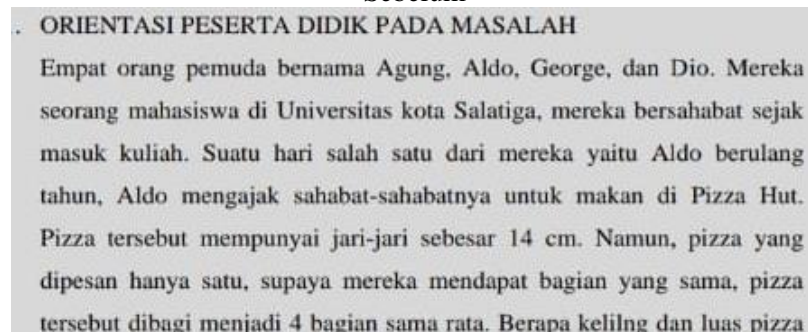 . ORIENTASI PESERTA DIDIK PADA MASALAH
Empat orang pemuda bernama Agung, Aldo, George, dan Dio. Mereka
seorang mahasiswa di Universitas kota Salatiga, mereka bersahabat sejak
masuk kuliah. Suatu hari salah satu dari mereka yaitu Aldo berulang
tahun, Aldo mengajak sahabat-sahabatnya untuk makan di Pizza Hut.
Pizza tersebut mempunyai jari-jari sebesar 14 cm. Namun, pizza yang
dipesan hanya satu, supaya mereka mendapat bagian yang sama, pizza
tersebut dibagi menjadi 4 bagian sama rata. Berapa kelilng dan luas pizza